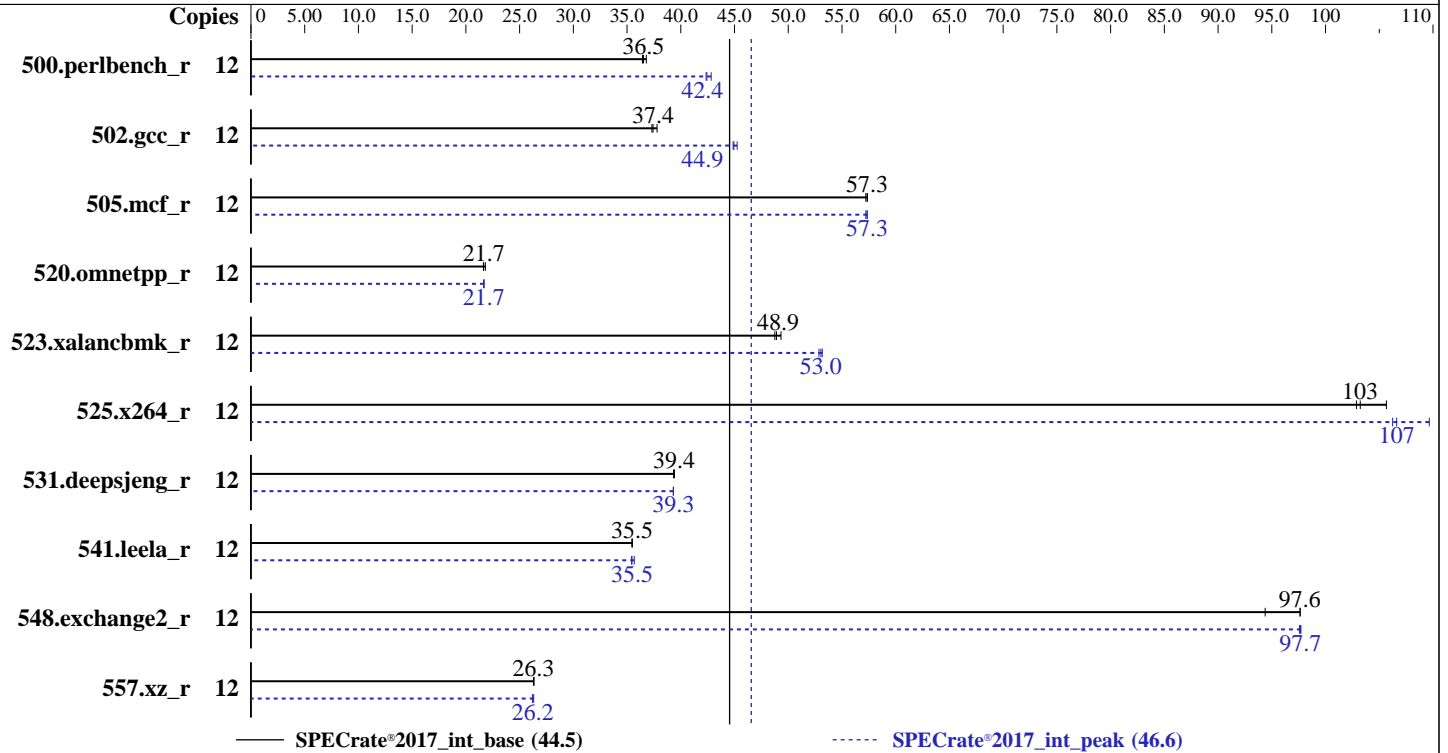 Copies 0 5.00 10.0 15.0 20.0 25.0 30.0 35.0 40.0 45.0 50.0 55.0 60.0 65.0 70.0 75.0 80.0 85.0 90.0 95.0 100 110
36.5
500.perlbench_r 12
42.4
37.4
502.gcc_r 12
44.9
57.3
505.mcf_r 12
57.3
21.7
520.omnetpp_r 12
21.7
48.9
523.xalancbmk_r 12
53.0
103
525.x264_r 12
107
39.4
531.deepsjeng_r 12
39.3
35.5
541.leela_r 12
35.5
97.6
548.exchange2_r 12
97.7
26.3
557.xz_r 12
26.2
SPECrate®2017_int_base (44.5) SPECrate®2017_int_peak (46.6)